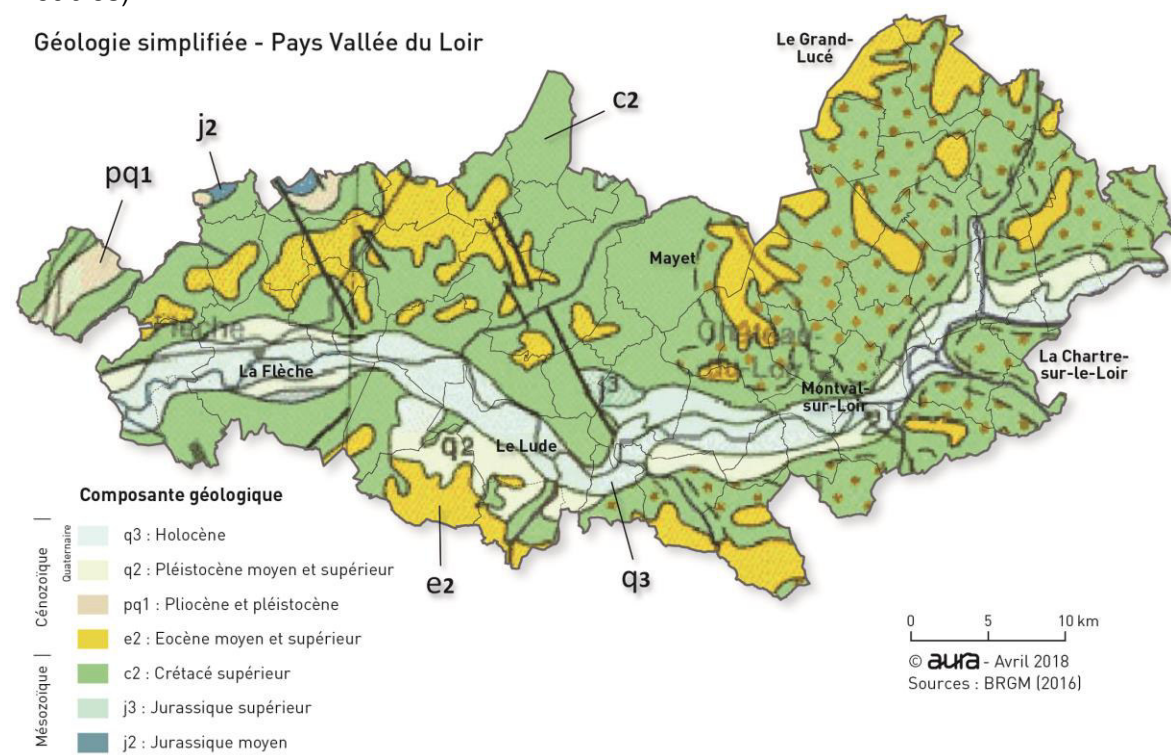 Géologie simplifiée - Pays Vallée du Loir
Le Grand-
Lucé
c2
j2
pq1
Mayet
La Flèche
j3
Montval-
sur-Loir
La Chartre-
sur-le-Loir
q2
Le Lude
e2
q3
Composante géologique
Cénozoïque
Quaternaire
q3 : Holocène
q2 : Pléistocène moyen et supérieur
pq1 : Pliocène et pléistocène
e2 : Eocène moyen et supérieur
Mésozoïque
c2 : Crétacé supérieur
j3 : Jurassique supérieur
j2 : Jurassique moyen
0 5 10 km
© aura - Avril 2018
Sources : BRGM (2016)